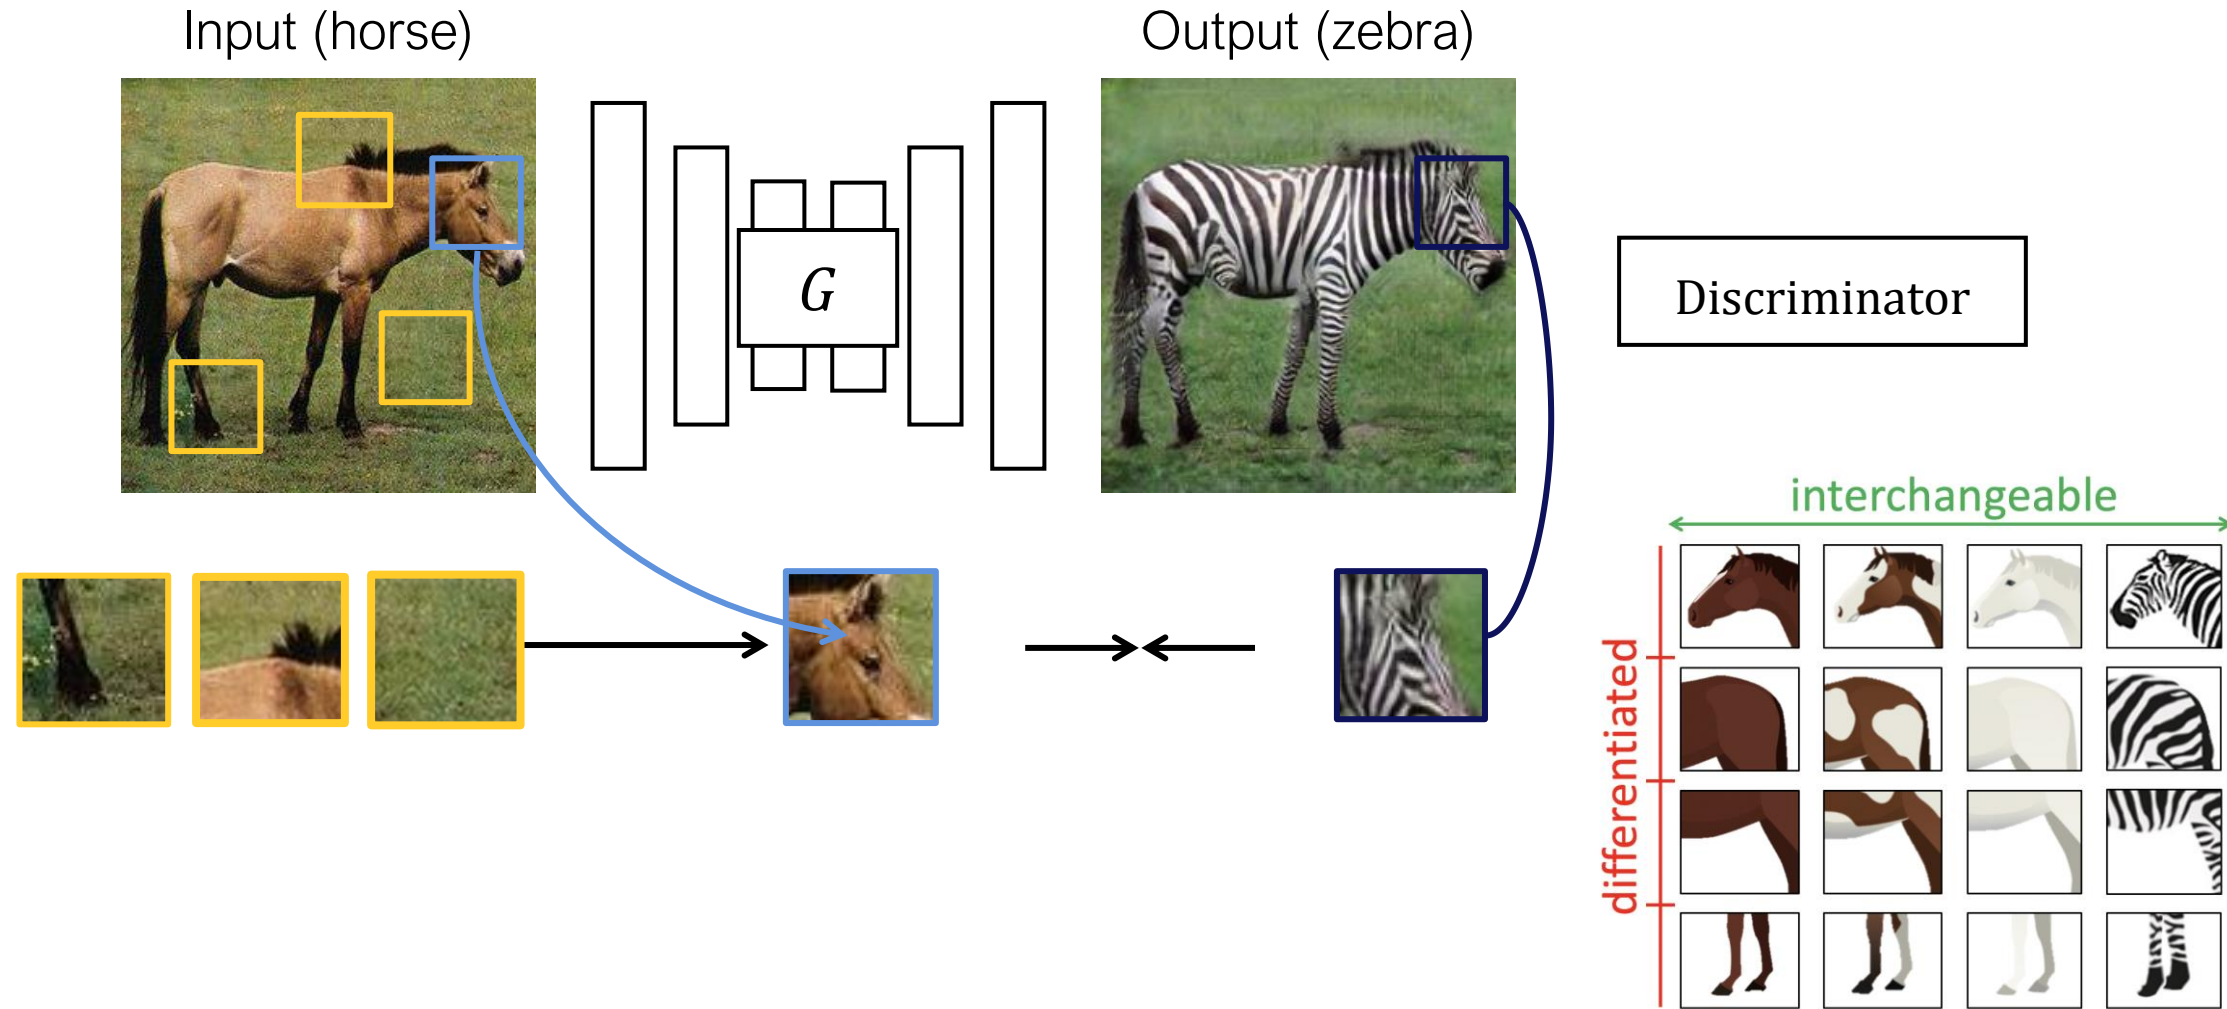 Input (horse)
Output (zebra)
G
Discriminator
interchangeable
differentiated